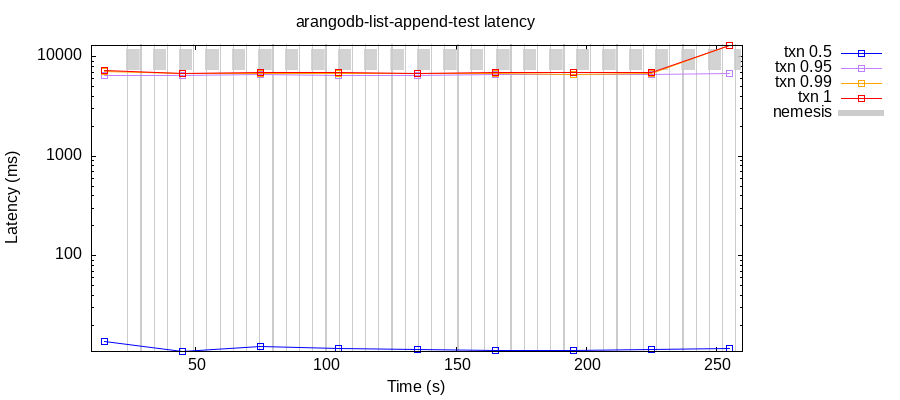 arangodb-list-append-test latency
10000
1000
100
Latency (ms)
50
100
150
200
250
Time (s)
txn 0.5
txn 0.95
txn 0.99
txn 1
nemesis